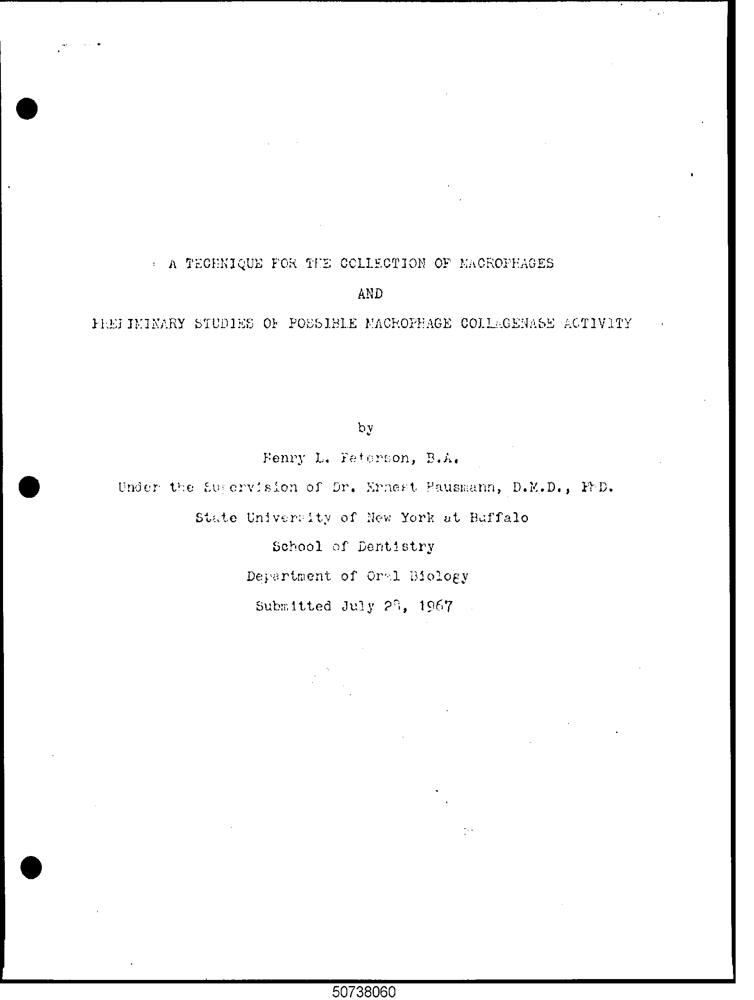 A TECHNIQUE FOR THE COLLECTION OF MACROPHAGES
AND
PRELIMINARY STUDIES OF POSSIBLE MACROPHAGE COLLAGENASE ACTIVITY
by
Henry L. Peterson, B.A.
Under the Supervision of Dr. Ernest Hausmann, D.M.D., PHD.
State University of New York at Buffalo
School of Dentistry
Department of Oral Biology
Submitted July , 1967
50738060